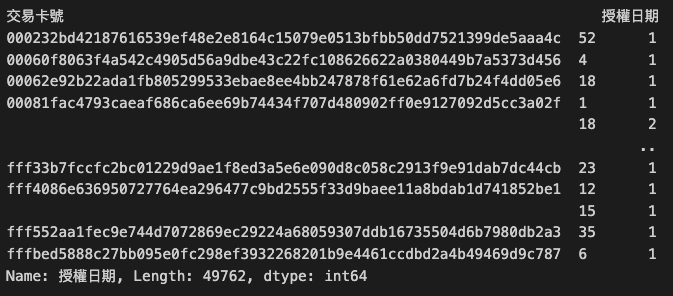 交易卡號 授權日期
000232bd42187616539ef48e2e8164c15079e0513bfbb50dd7521399de5aaa4c 52 1
00060f8063f4a542c4905d56a9dbe43c22fc108626622a0380449b7a5373d456 4 1
00062e92b22ada1fb805299533ebae8ee4bb247878f61e62a6fd7b24f4dd05e6 18 1
00081fac4793caeaf686ca6ee69b74434f707d480902ff0e9127092d5cc3a02f 1 1
18 2
..
fff33b7fccfc2bc01229d9ae1f8ed3a5e6e090d8c058c2913f9e91dab7dc44cb 23 1
fff4086e636950727764ea296477c9bd2555f33d9baee11a8bdab1d741852be1 12 1
15 1
fff552aa1fec9e744d7072869ec29224a68059307ddb16735504d6b7980db2a3 35 1
fffbed5888c27bb095e0fc298ef3932268201b9e4461ccdbd2a4b49469d9c787 6 1
Name: 授權日期, Length: 49762, dtype: int64